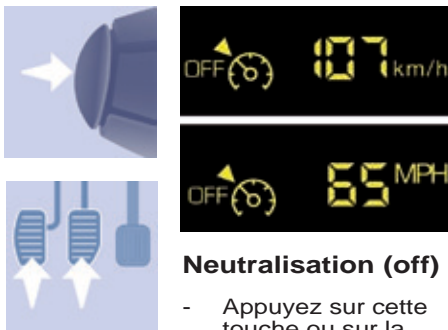 OFF 107 km/h
OFF 65 MPH
Neutralisation (off)
- Appuyez sur cette
touche ou sur la